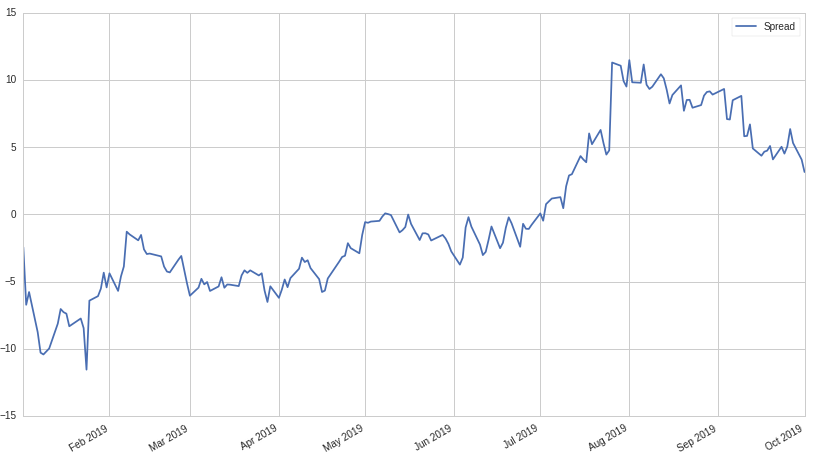 15
Spread
10
5
0
−5
−10
−15
Feb 2019
Mar 2019
Apr 2019
May 2019
Jun 2019
Jul 2019
Aug 2019
Sep 2019
Oct 2019